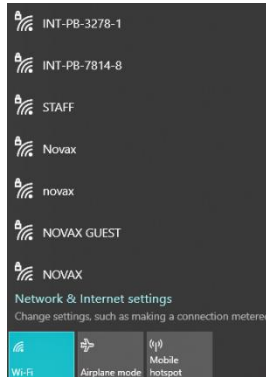 INT-PB-3278-1
INT-PB-7814-8
STAFF
Novax
novax
NOVAX GUEST
NOVAX
Network & Internet settings
Change settings, such as making a connection metered
Wi-Fi
Airplane mode
Mobile
hotspot